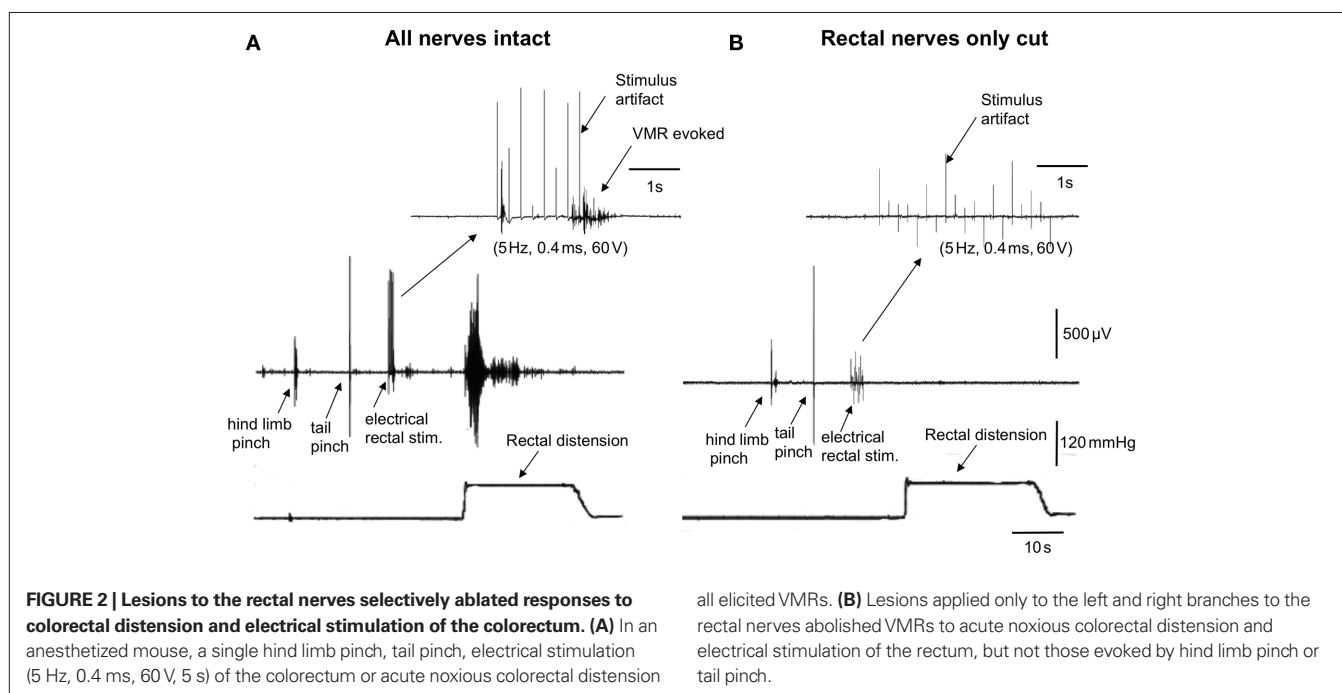 A
All nerves intact
Stimulus
artifact
VMR evoked
1s
(5 Hz, 0.4 ms, 60 V)
hind limb
pinch
tail
pinch
electrical
rectal stim.
Rectal distension
B
Rectal nerves only cut
Stimulus
artifact
1s
(5 Hz, 0.4 ms, 60 V)
500 µV
hind limb
pinch
tail
pinch
electrical
rectal stim.
Rectal distension
120 mmHg
10 s
FIGURE 2 | Lesions to the rectal nerves selectively ablated responses to
colorectal distension and electrical stimulation of the colorectum. (A) In an
anesthetized mouse, a single hind limb pinch, tail pinch, electrical stimulation
(5 Hz, 0.4 ms, 60 V, 5 s) of the colorectum or acute noxious colorectal distension
all elicited VMRs. (B) Lesions applied only to the left and right branches to the
rectal nerves abolished VMRs to acute noxious colorectal distension and
electrical stimulation of the rectum, but not those evoked by hind limb pinch or
tail pinch.